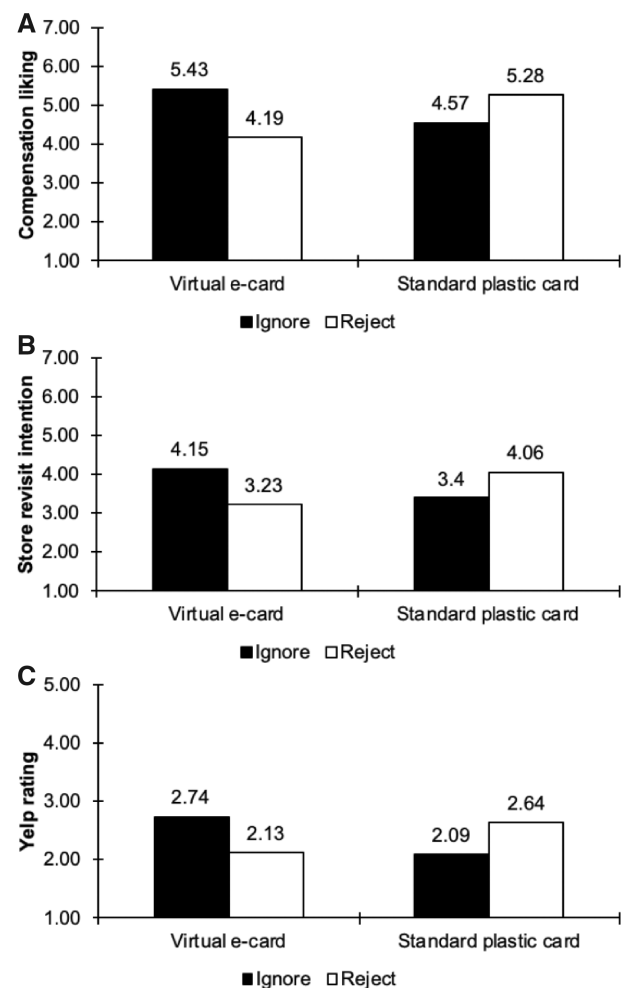 A
Compensation liking
7.00
6.00
5.00
4.00
3.00
2.00
1.00
5.43
4.19
4.57
5.28
Virtual e-card
Standard plastic card
Ignore Reject
B
Store revisit intention
7.00
6.00
5.00
4.00
3.00
2.00
1.00
4.15
3.23
3.4
4.06
Virtual e-card
Standard plastic card
Ignore Reject
C
Yelp rating
5.00
4.00
3.00
2.00
1.00
2.74
2.13
2.09
2.64
Virtual e-card
Standard plastic card
Ignore Reject